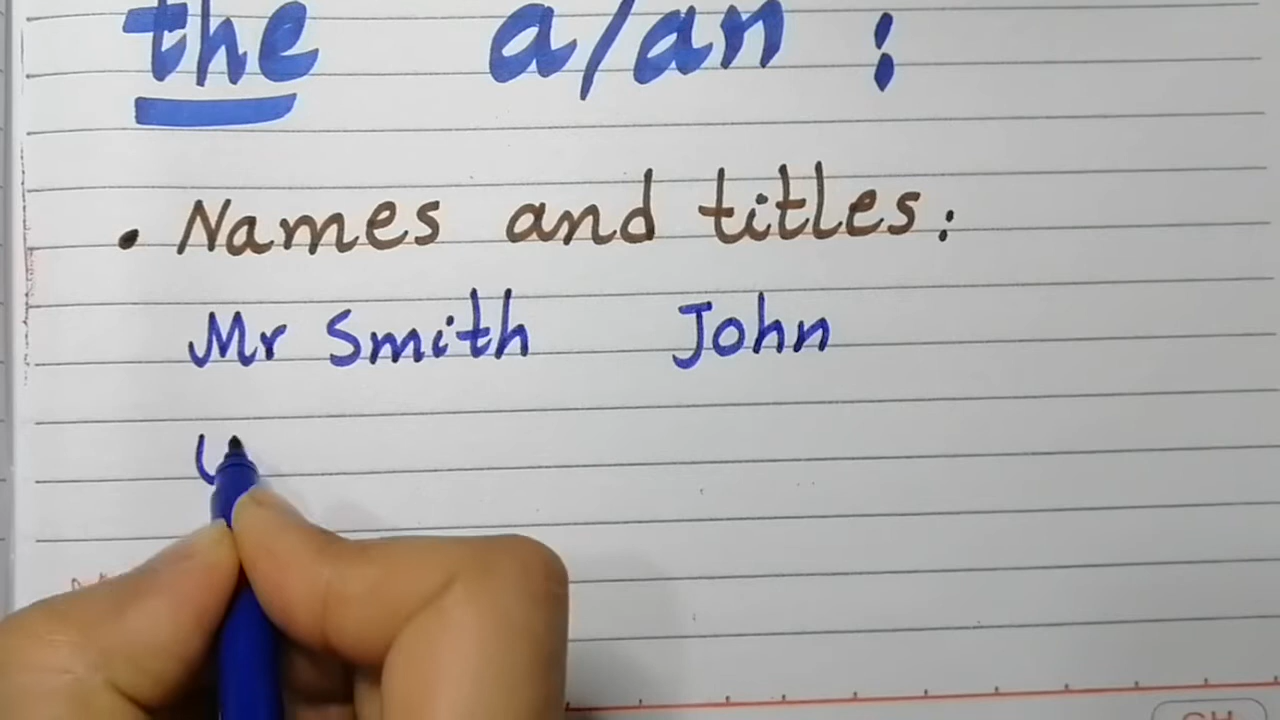 the a/an :
• Names and titles:
Mr Smith John